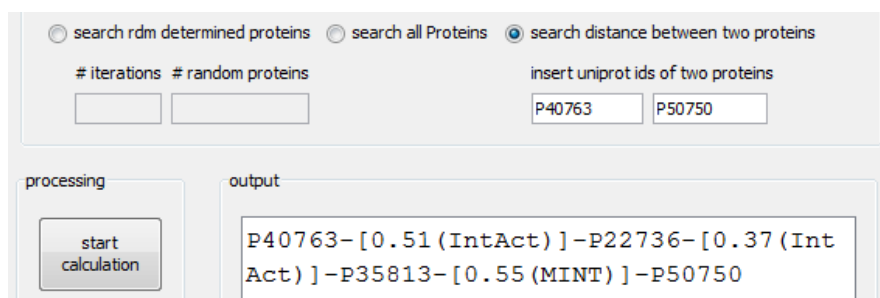 search rdm determined proteins search all Proteins search distance between two proteins
# iterations # random proteins insert uniprot ids of two proteins
P40763 P50750
processing output
start
calculation
P40763-[0.51(IntAct)]-P22736-[0.37(Int
Act)]-P35813-[0.55(MINT)]-P50750